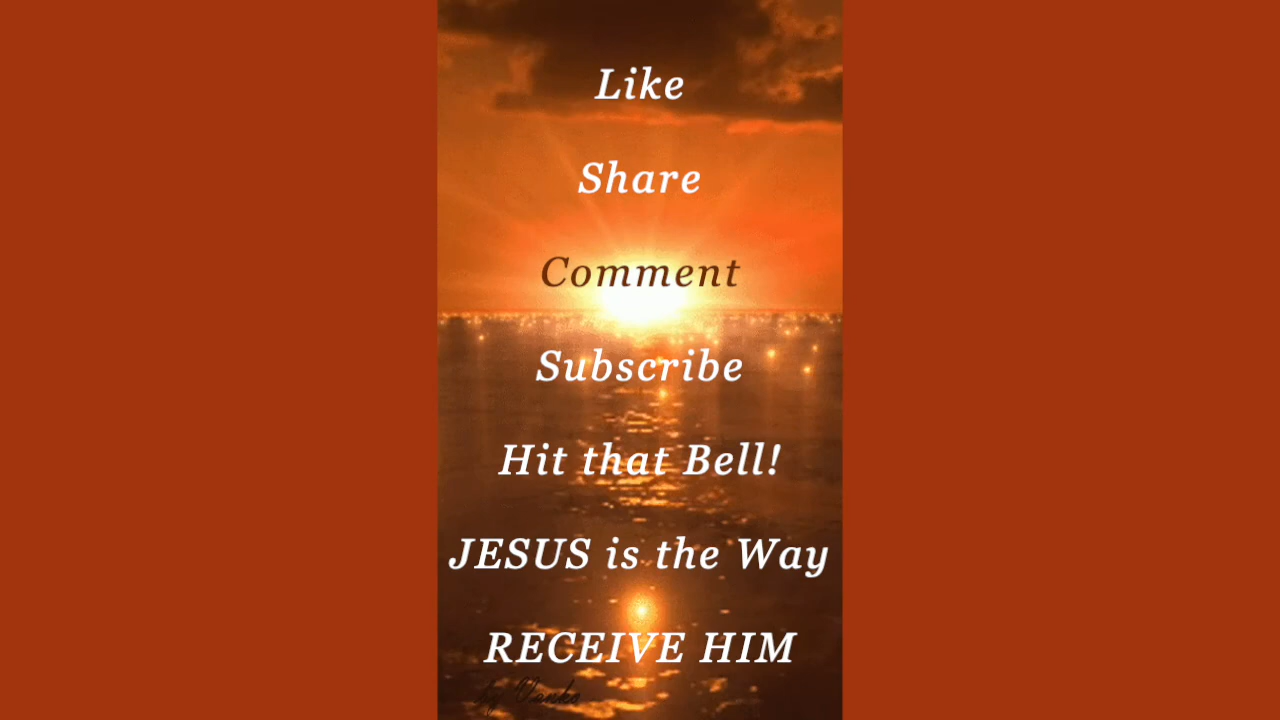 Like
Share
Comment
Subscribe
Hit that Bell!
JESUS is the Way
RECEIVE HIM